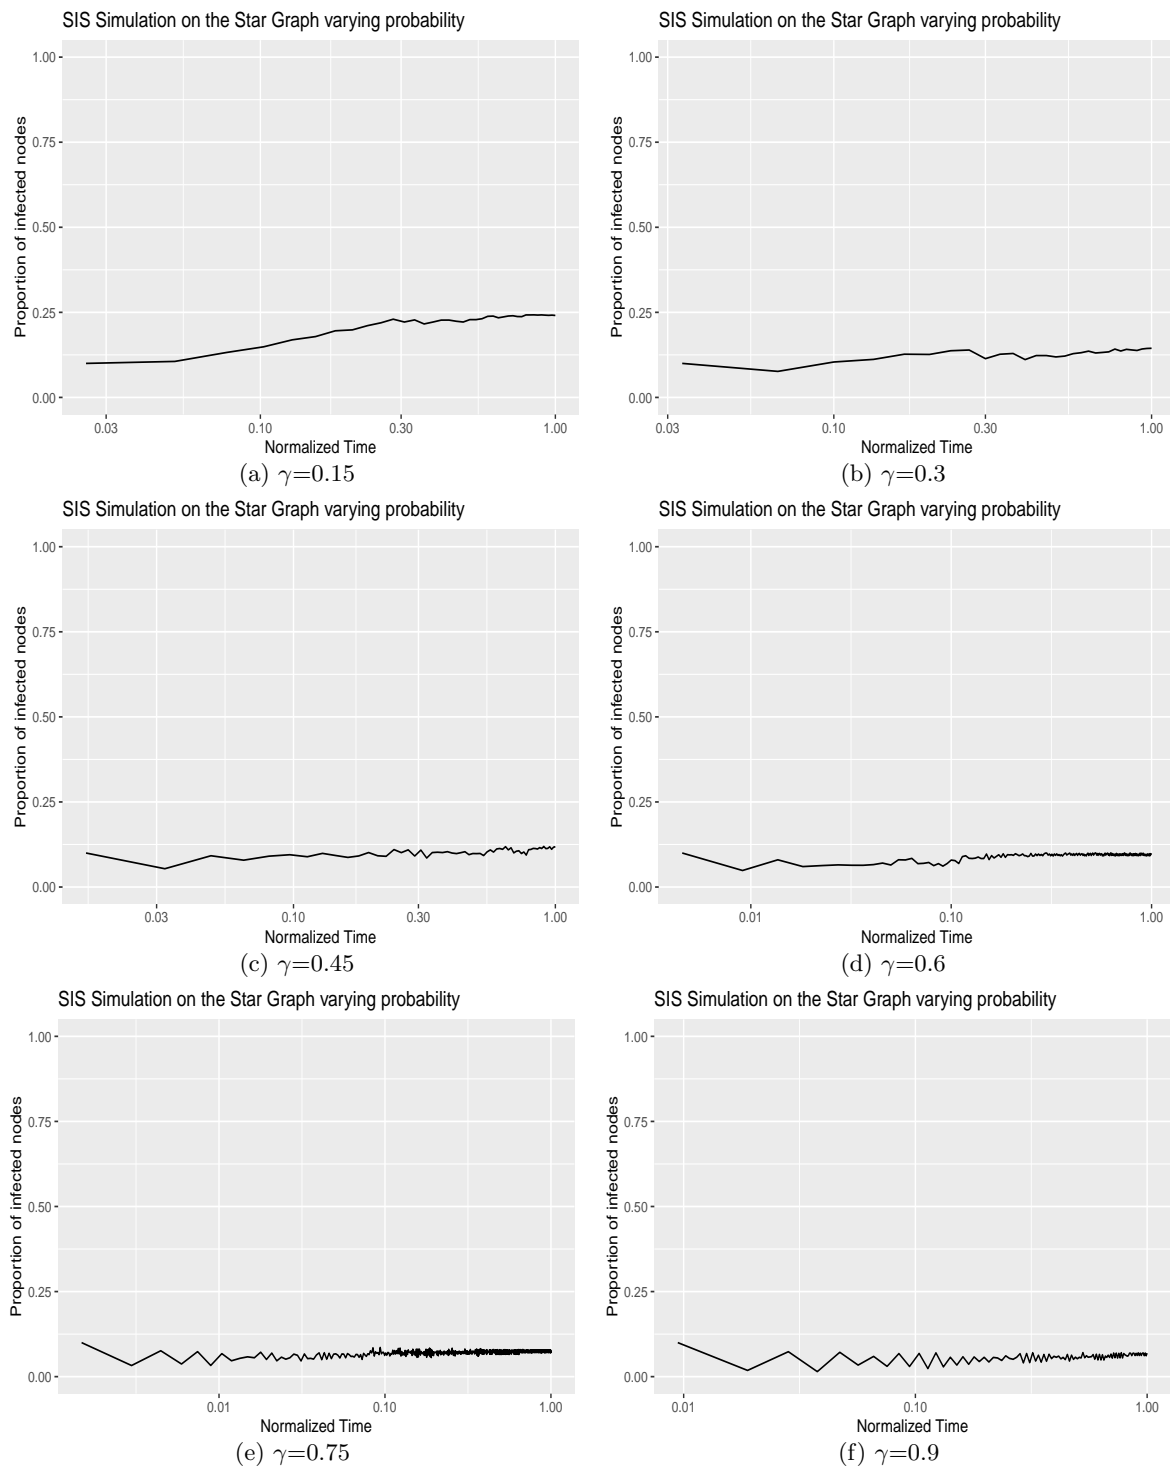 SIS Simulation on the Star Graph varying probability
Proportion of infected nodes
1.00
0.75
0.50
0.25
0.00
0.03 0.10 0.30 1.00
Normalized Time
(a) γ=0.15
SIS Simulation on the Star Graph varying probability
Proportion of infected nodes
1.00
0.75
0.50
0.25
0.00
0.03 0.10 0.30 1.00
Normalized Time
(b) γ=0.3
SIS Simulation on the Star Graph varying probability
Proportion of infected nodes
1.00
0.75
0.50
0.25
0.00
0.03 0.10 0.30 1.00
Normalized Time
(c) γ=0.45
SIS Simulation on the Star Graph varying probability
Proportion of infected nodes
1.00
0.75
0.50
0.25
0.00
0.01 0.10 1.00
Normalized Time
(d) γ=0.6
SIS Simulation on the Star Graph varying probability
Proportion of infected nodes
1.00
0.75
0.50
0.25
0.00
0.01 0.10 1.00
Normalized Time
(e) γ=0.75
SIS Simulation on the Star Graph varying probability
Proportion of infected nodes
1.00
0.75
0.50
0.25
0.00
0.01 0.10 1.00
Normalized Time
(f) γ=0.9